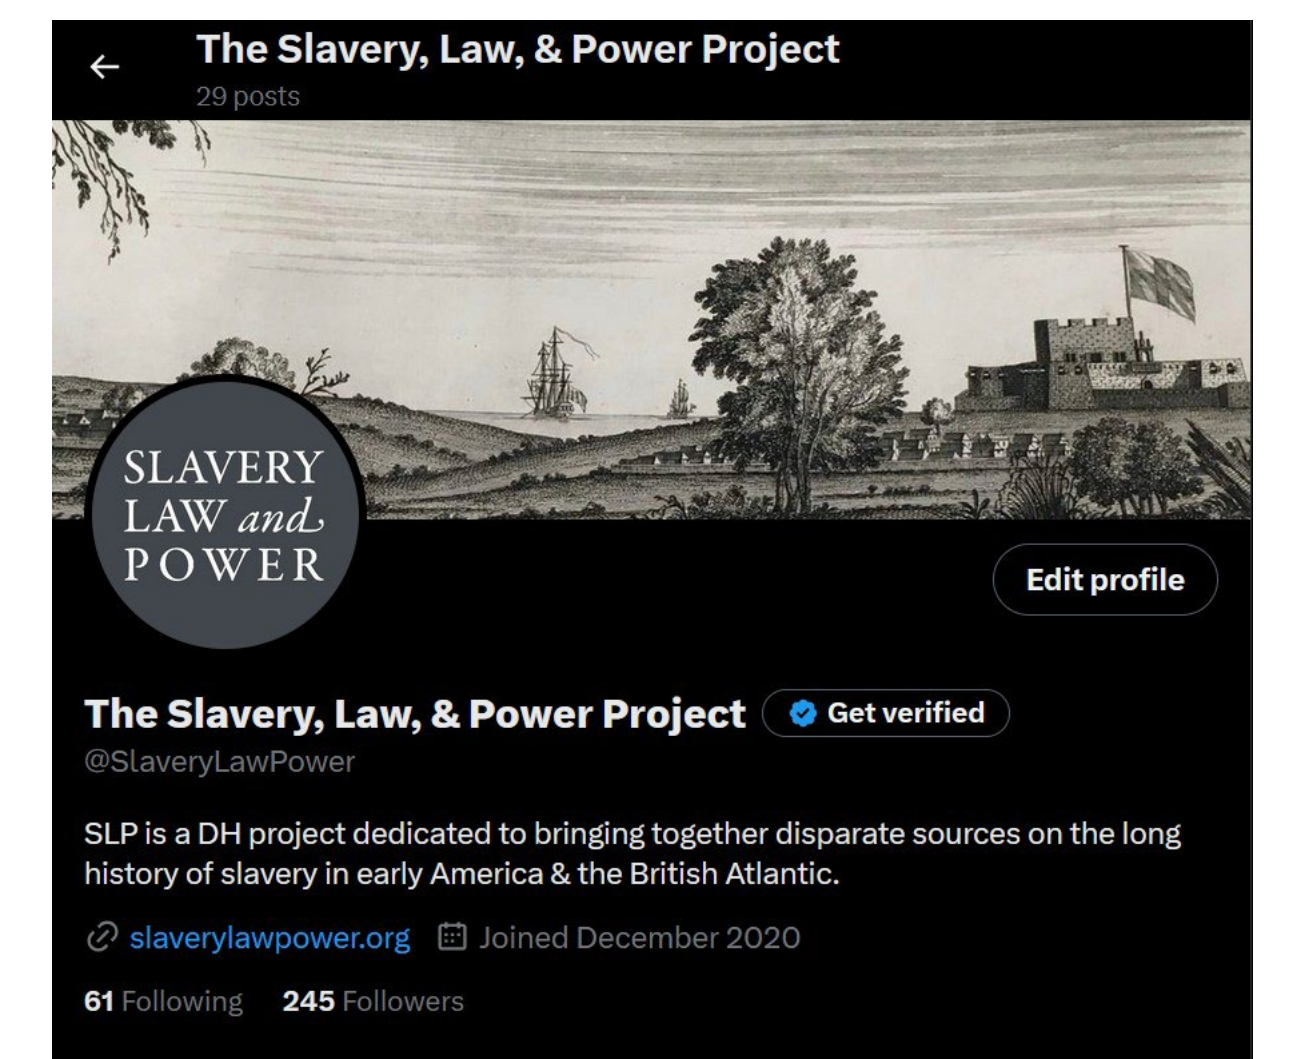 The Slavery, Law, & Power Project
29 posts
SLAVERY
LAW and
POWER
Edit profile
The Slavery, Law, & Power Project
Get verified
@SlaveryLawPower
SLP is a DH project dedicated to bringing together disparate sources on the long
history of slavery in early America & the British Atlantic.
slaverylawpower.org Joined December 2020
61 Following 245 Followers